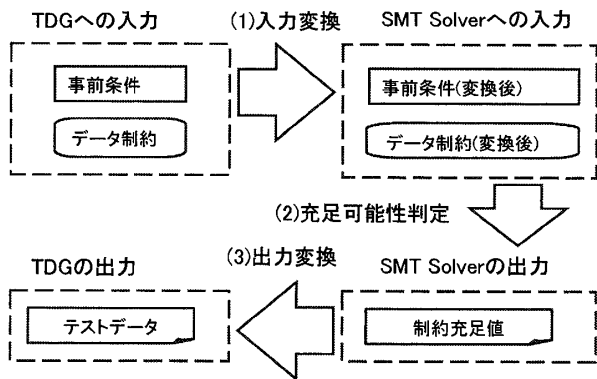 TDGへの入力
(1)入力変換
SMT Solverへの入力
事前条件
データ制約
事前条件(変換後)
データ制約(変換後)
(2)充足可能性判定
TDGの出力
(3)出力変換
SMT Solverの出力
テストデータ
制約充足値